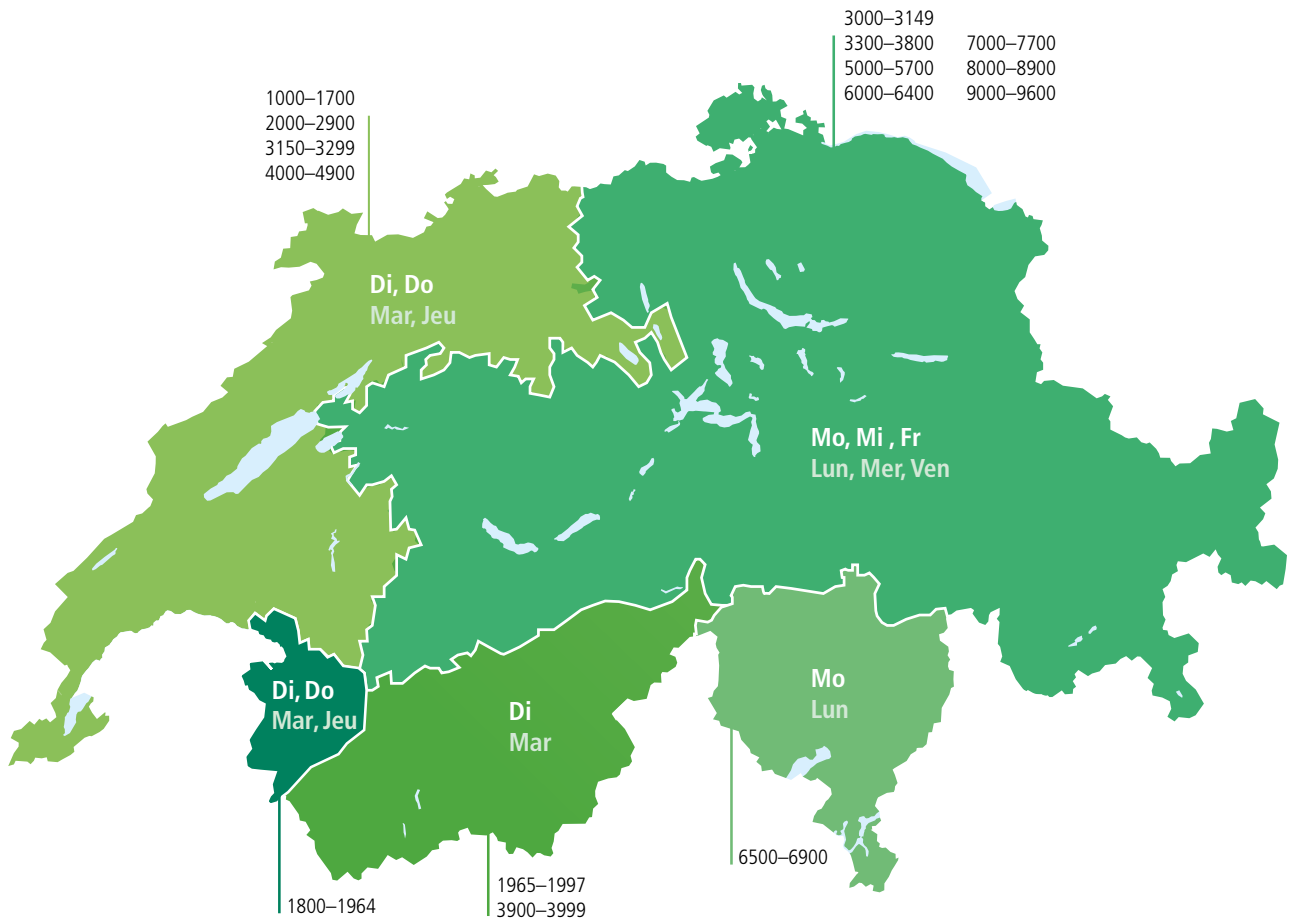 3000–3149
3300–3800 7000–7700
5000–5700 8000–8900
6000–6400 9000–9600
1000–1700
2000–2900
3150–3299
4000–4900
Di, Do
Mar, Jeu
Mo, Mi , Fr
Lun, Mer, Ven
Di, Do
Mar, Jeu
Di
Mar
Mo
Lun
6500–6900
1965–1997
3900–3999
1800–1964